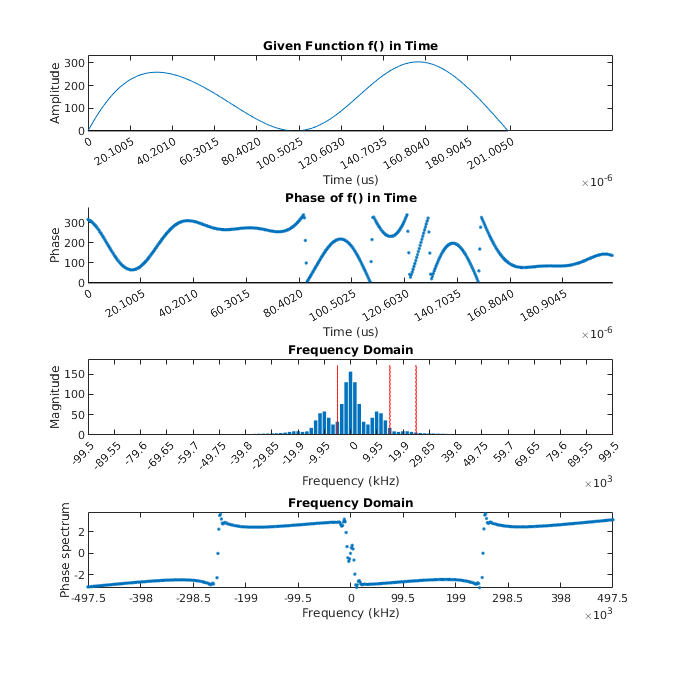 Given Function f() in Time
Amplitude
300
200
100
0
0 20.1005 40.2010 60.3015 80.4020 100.5025 120.6030 140.7035 160.8040 180.9045 201.0050
Time (us)
×10-6
Phase of f() in Time
Phase
300
200
100
0
0 20.1005 40.2010 60.3015 80.4020 100.5025 120.6030 140.7035 160.8040 180.9045
Time (us)
×10-6
Frequency Domain
Magnitude
150
100
50
0
-99.5 -89.55 -79.6 -69.65 -59.7 -49.75 -39.8 -29.85 -19.9 -9.95 0 9.95 19.9 29.85 39.8 49.75 59.7 69.65 79.6 89.55 99.5
Frequency (kHz)
×103
Frequency Domain
Phase spectrum
2
0
-2
-497.5 -398 -298.5 -199 -99.5 0 99.5 199 298.5 398 497.5
Frequency (kHz)
×103